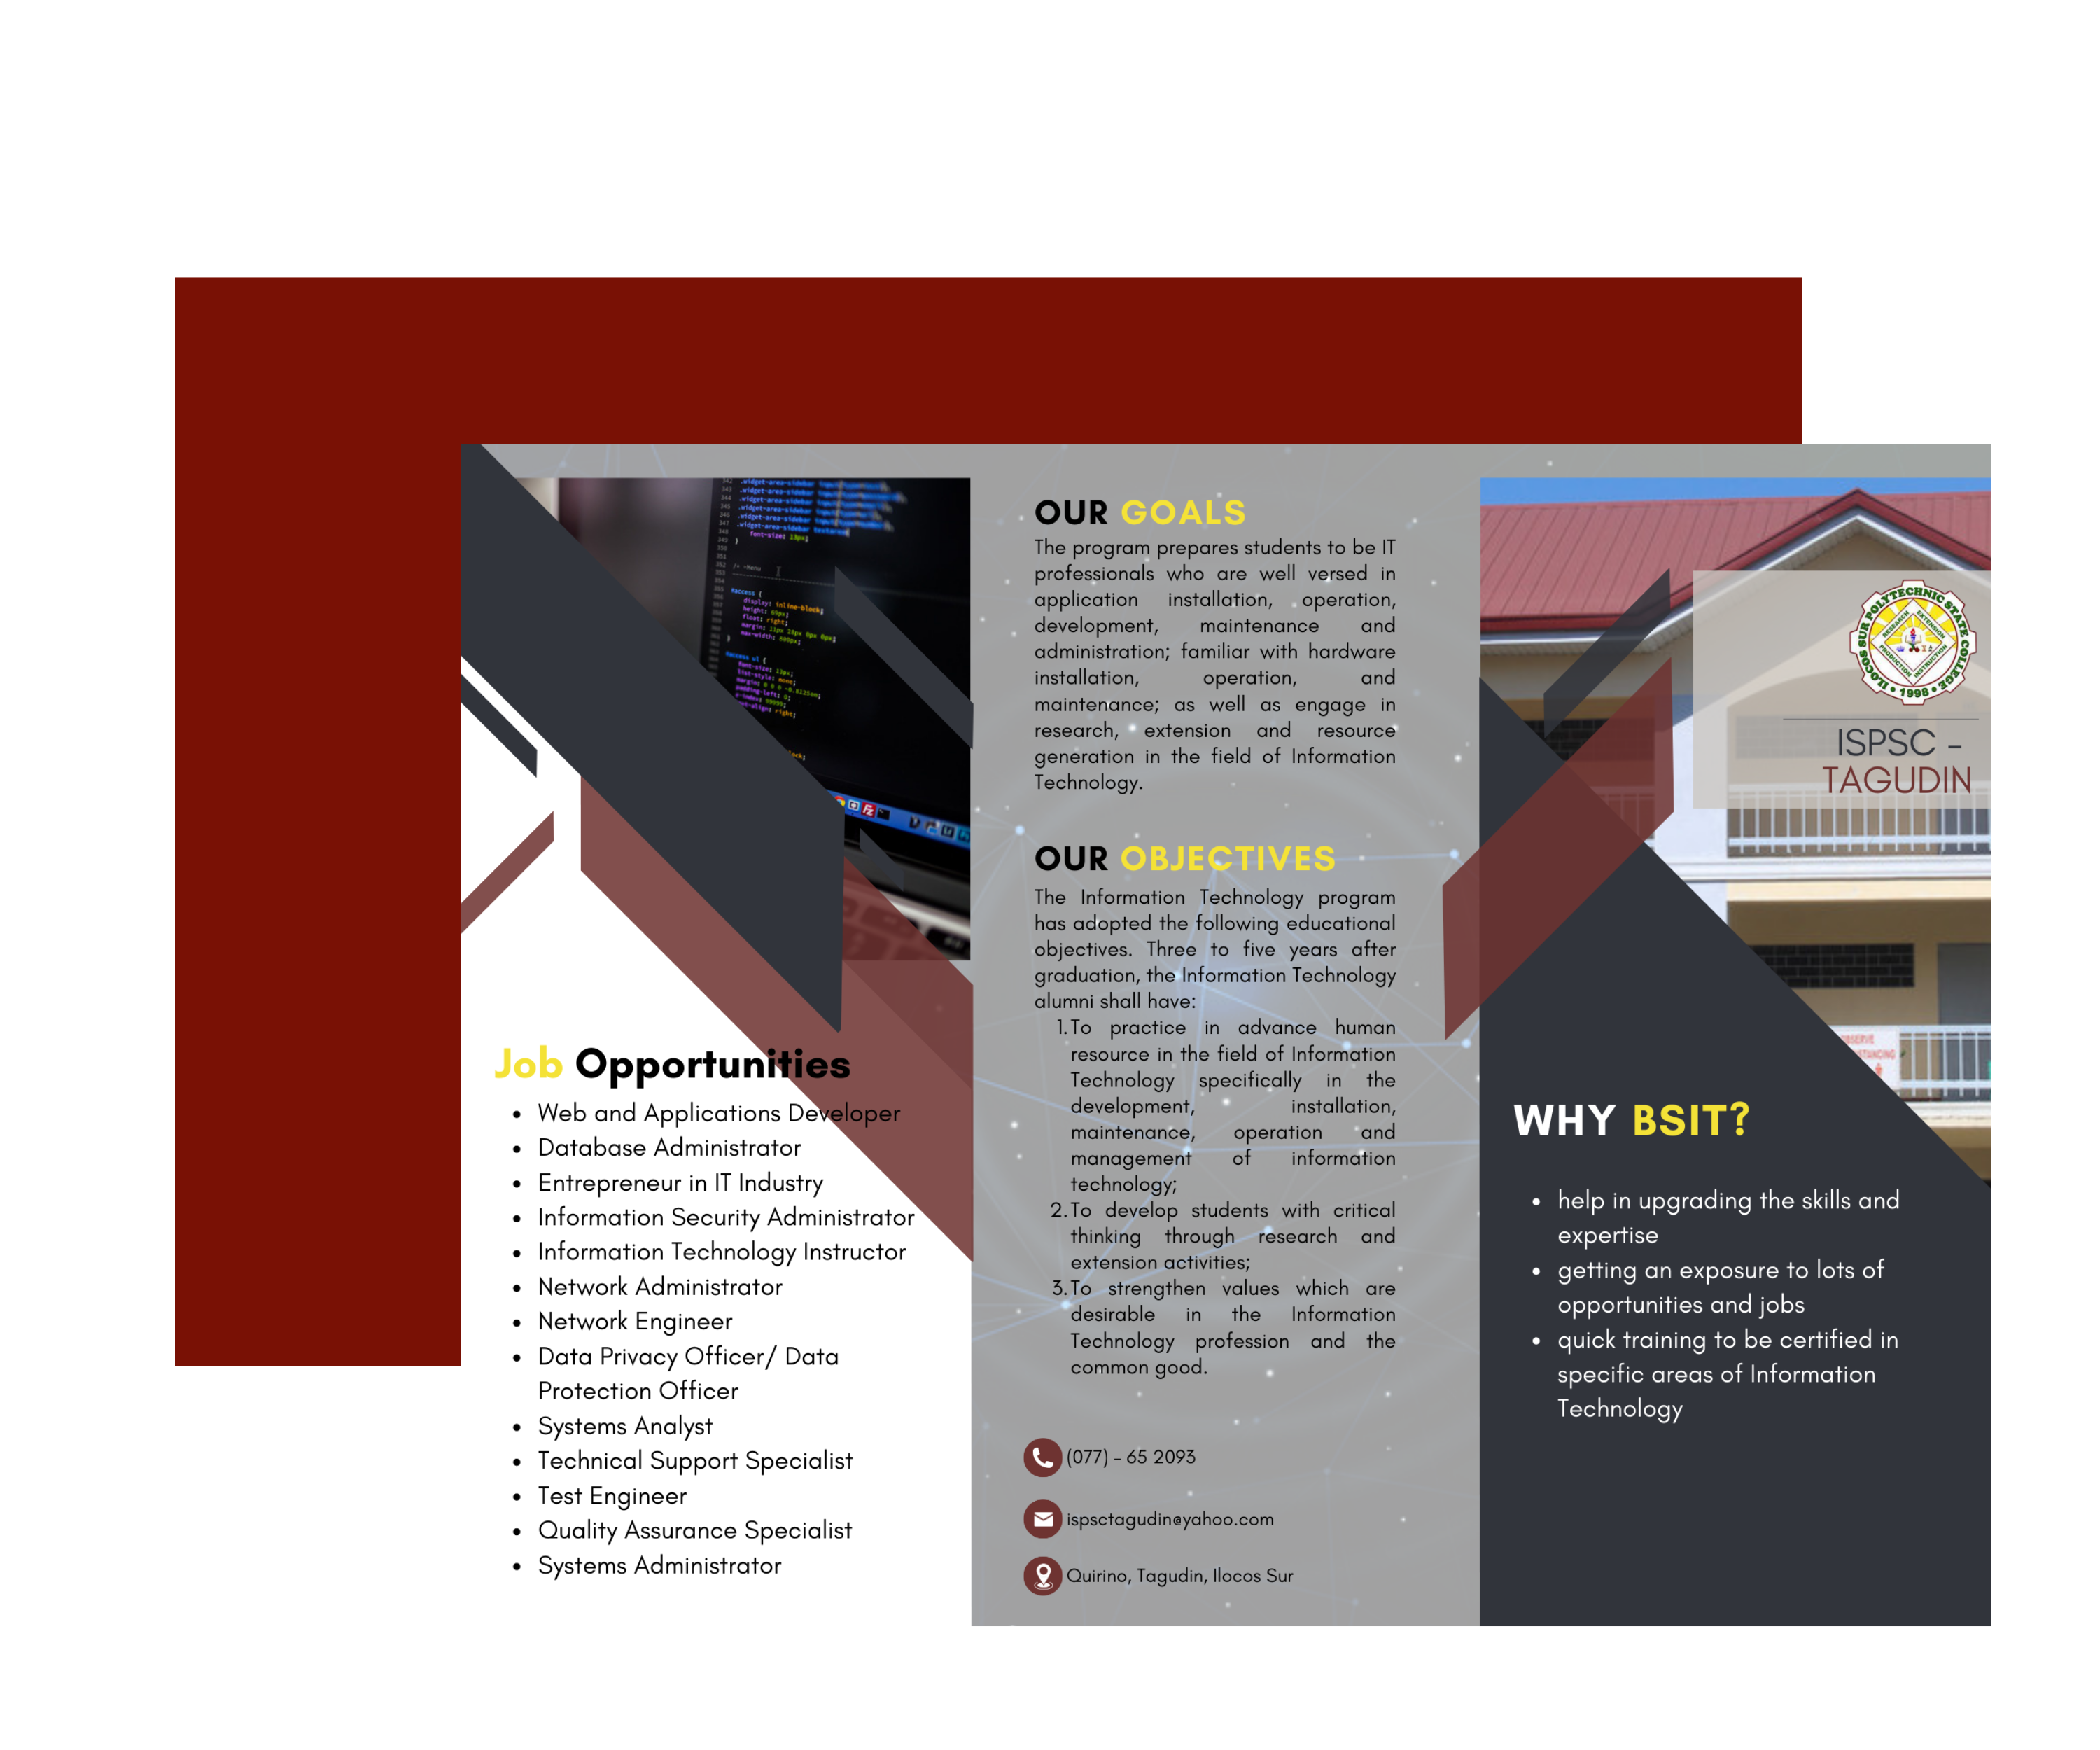 Job Opportunities
Web and Applications Developer
Database Administrator
Entrepreneur in IT Industry
Information Security Administrator
Information Technology Instructor
Network Administrator
Network Engineer
Data Privacy Officer/ Data
Protection Officer
Systems Analyst
Technical Support Specialist
Test Engineer
Quality Assurance Specialist
Systems Administrator
OUR GOALS
The program prepares students to be IT
professionals who are well versed in
application installation, operation,
development, maintenance and
administration; familiar with hardware
installation, operation, and
maintenance; as well as engage in
research, extension and resource
generation in the field of Information
Technology.
OUR OBJECTIVES
The Information Technology program
has adopted the following educational
objectives. Three to five years after
graduation, the Information Technology
alumni shall have:
1. To practice in advance human
resource in the field of Information
Technology specifically in the
development, installation,
maintenance, operation and
management of information
technology;
2. To develop students with critical
thinking through research and
extension activities;
3. To strengthen values which are
desirable in the Information
Technology profession and the
common good.
(077) - 65 2093
ispsctagudin@yahoo.com
Quirino, Tagudin, Ilocos Sur
ILOCOS SUR POLYTECHNIC STATE COLLEGE
RESEARCH EXTENSION
PRODUCTION INSTRUCTION
1998
ISPSC -
TAGUDIN
WHY BSIT?
help in upgrading the skills and
expertise
getting an exposure to lots of
opportunities and jobs
quick training to be certified in
specific areas of Information
Technology